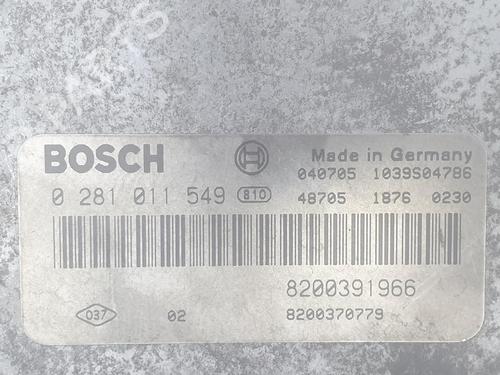 BOSCH
Made in Germany
040705 1039S04786
0 281 011 549 810
48705 1876 0230
8200391966
037 02 8200370779